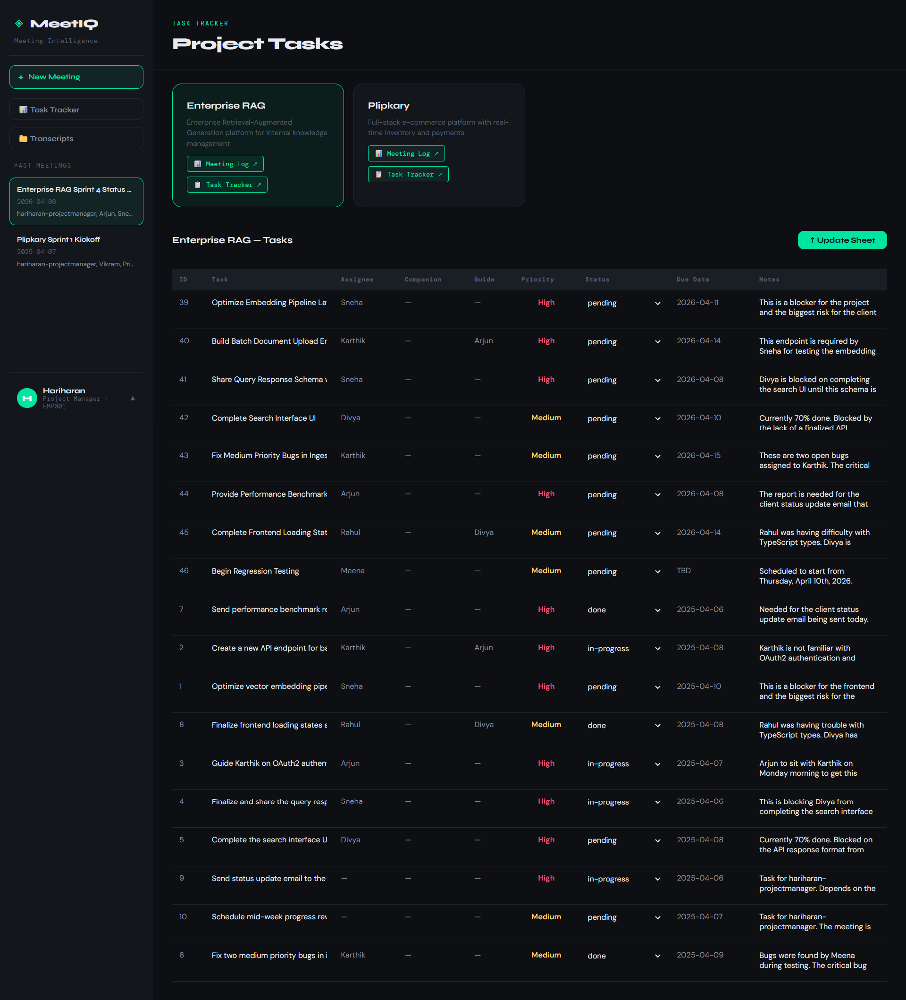 MeetIQ
Meeting Intelligence
+ New Meeting
Task Tracker
Transcripts
PAST MEETINGS
Enterprise RAG Sprint 4 Status ...
2026-04-06
hariharan-projectmanager, Arjun, Sne...
Plipkary Sprint 1 Kickoff
2025-04-07
hariharan-projectmanager, Vikram, Pri...
H
Hariharan
Project Manager ·
EMP001
▲
TASK TRACKER
Project Tasks
Enterprise RAG
Enterprise Retrieval-Augmented
Generation platform for internal knowledge
management
Meeting Log ↗
Task Tracker ↗
Plipkary
Full-stack e-commerce platform with real-
time inventory and payments
Meeting Log ↗
Task Tracker ↗
Enterprise RAG — Tasks
↑ Update Sheet
ID Task Assignee Companion Guide Priority Status Due Date Notes
39 Optimize Embedding Pipeline La Sneha — — High pending 2026-04-11 This is a blocker for the project
and the biggest risk for the client
40 Build Batch Document Upload Er Karthik — Arjun High pending 2026-04-14 This endpoint is required by
Sneha for testing the embedding
41 Share Query Response Schema Sneha — — High pending 2026-04-08 Divya is blocked on completing
the search UI until this schema is
42 Complete Search Interface UI Divya — — Medium pending 2026-04-10 Currently 70% done. Blocked by
the lack of a finalized API
43 Fix Medium Priority Bugs in Inges Karthik — — Medium pending 2026-04-15 These are two open bugs
assigned to Karthik. The critical
44 Provide Performance Benchmark Arjun — — High pending 2026-04-08 The report is needed for the
client status update email that
45 Complete Frontend Loading Stat Rahul — Divya Medium pending 2026-04-14 Rahul was having difficulty with
TypeScript types. Divya is
46 Begin Regression Testing Meena — — Medium pending TBD Scheduled to start from
Thursday, April 10th, 2026.
7 Send performance benchmark re Arjun — — High done 2025-04-06 Needed for the client status
update email being sent today.
2 Create a new API endpoint for ba Karthik — Arjun High in-progress 2025-04-08 Karthik is not familiar with
OAuth2 authentication and
1 Optimize vector embedding pipe Sneha — — High pending 2025-04-10 This is a blocker for the frontend
and the biggest risk for the
8 Finalize frontend loading states a Rahul — Divya Medium done 2025-04-08 Rahul was having trouble with
TypeScript types. Divya has
3 Guide Karthik on OAuth2 authen Arjun — — High in-progress 2025-04-07 Arjun to sit with Karthik on
Monday morning to get this
4 Finalize and share the query resp Sneha — — High in-progress 2025-04-06 This is blocking Divya from
completing the search interface
5 Complete the search interface U Divya — — High pending 2025-04-08 Currently 70% done. Blocked on
the API response format from
9 Send status update email to the — — — High in-progress 2025-04-06 Task for hariharan-
projectmanager. Depends on the
10 Schedule mid-week progress rev — — — Medium pending 2025-04-07 Task for hariharan-
projectmanager. The meeting is
6 Fix two medium priority bugs in i Karthik — — Medium done 2025-04-09 Bugs were found by Meena
during testing. The critical bug